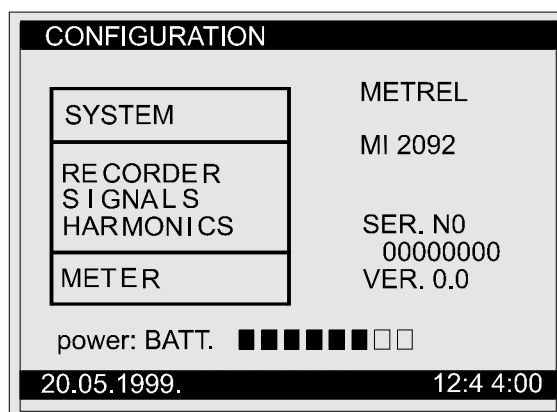 CONFIGURATION
SYSTEM
RECORDER
SIGNALS
HARMONICS
METER
METREL
MI 2092
SER. N0
00000000
VER. 0.0
power: BATT.
20.05.1999. 12:4 4:00